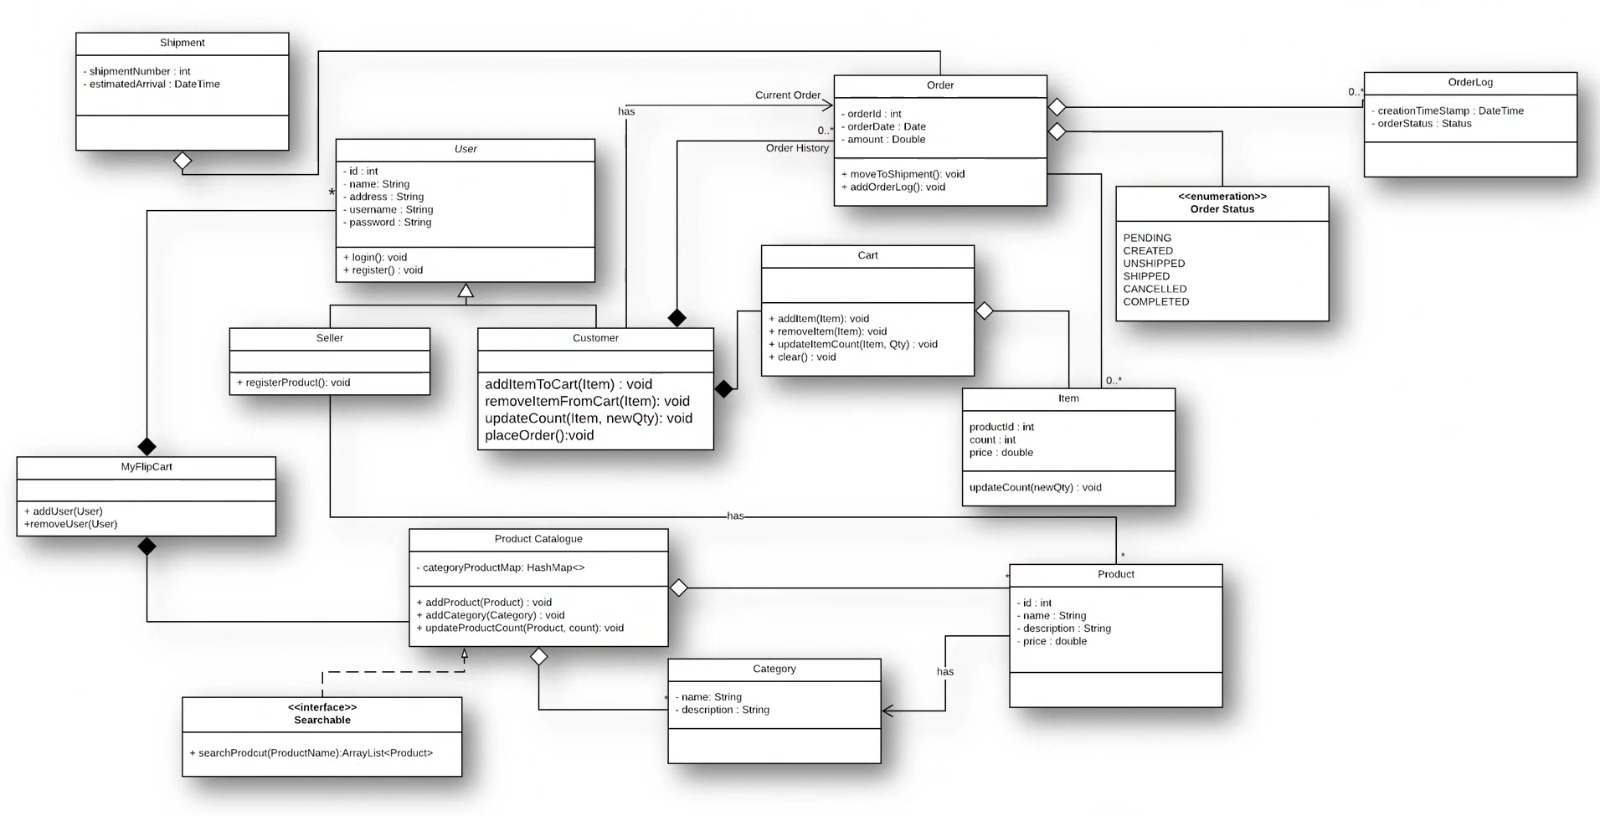 Shipment
- shipmentNumber : int
- estimatedArrival : DateTime
Order
- orderId : int
- orderDate : Date
- amount : Double
+ moveToShipment(): void
+ addOrderLog(): void
Current Order
has
0..*
Order History
0..*
OrderLog
- creationTimeStamp : DateTime
- orderStatus : Status
User
- id : int
- name: String
- address : String
- username : String
- password : String
+ login(): void
+ register() : void
*
<<enumeration>>
Order Status
PENDING
CREATED
UNSHIPPED
SHIPPED
CANCELLED
COMPLETED
Cart
+ addItem(Item): void
+ removeItem(Item): void
+ updateItemCount(Item, Qty) : void
+ clear() : void
Seller
+ registerProduct(): void
Customer
addItemToCart(Item) : void
removeItemFromCart(Item): void
updateCount(Item, newQty): void
placeOrder():void
0..*
Item
productId : int
count : int
price : double
updateCount(newQty) : void
MyFlipCart
+ addUser(User)
+removeUser(User)
has
*
Product Catalogue
- categoryProductMap: HashMap<>
+ addProduct(Product) : void
+ addCategory(Category) : void
+ updateProductCount(Product, count): void
*
Product
- id : int
- name : String
- description : String
- price : double
has
*
Category
- name: String
- description : String
<<interface>>
Searchable
+ searchProdcut(ProductName):ArrayList<Product>